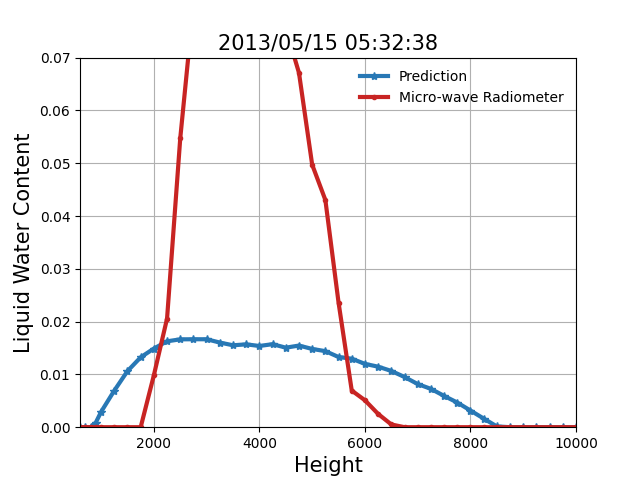 2013/05/15 05:32:38
0.07
0.06
0.05
0.04
0.03
0.02
0.01
0.00
Liquid Water Content
Prediction
Micro-wave Radiometer
2000 4000 6000 8000 10000
Height